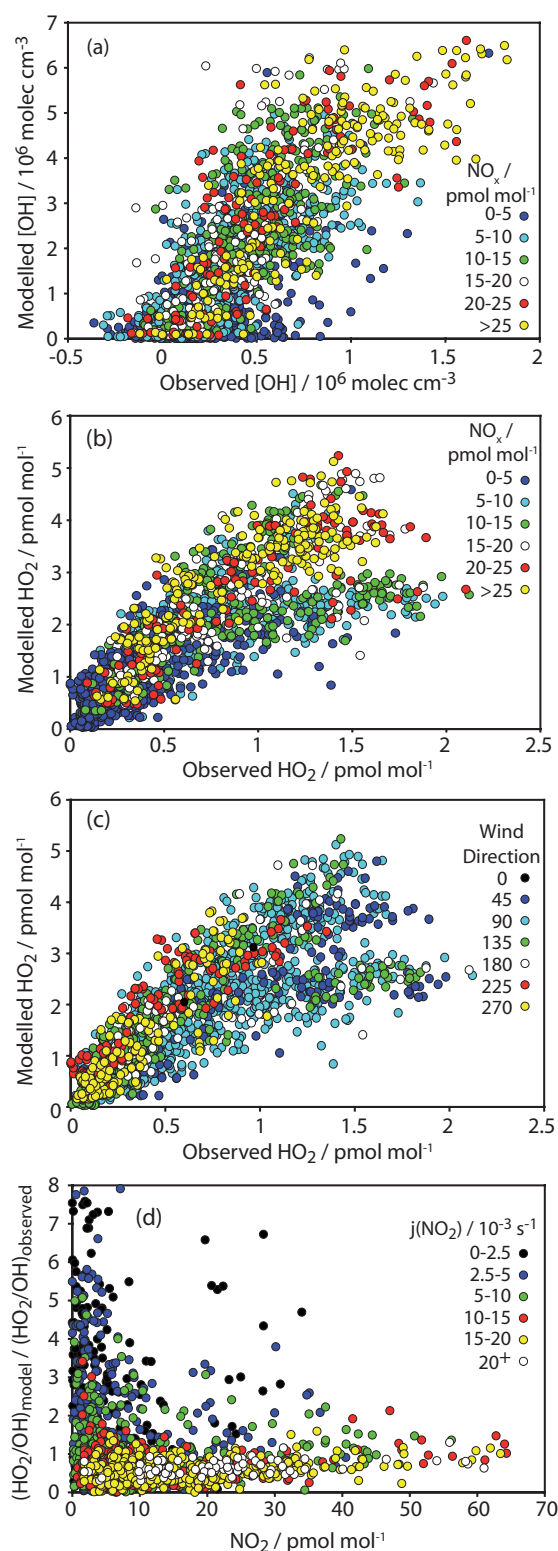 (a)
7
6
5
4
3
2
1
0
Modelled [OH] / 10⁶ molec cm⁻³
NOₓ /
pmol mol⁻¹
0-5
5-10
10-15
15-20
20-25
>25
-0.5 0 0.5 1 1.5 2
Observed [OH] / 10⁶ molec cm⁻³
(b)
6
5
4
3
2
1
0
Modelled HO₂ / pmol mol⁻¹
NOₓ /
pmol mol⁻¹
0-5
5-10
10-15
15-20
20-25
>25
0 0.5 1 1.5 2 2.5
Observed HO₂ / pmol mol⁻¹
(c)
6
5
4
3
2
1
0
Modelled HO₂ / pmol mol⁻¹
Wind
Direction
0
45
90
135
180
225
270
0 0.5 1 1.5 2 2.5
Observed HO₂ / pmol mol⁻¹
(d)
8
7
6
5
4
3
2
1
0
(HO₂/OH)model / (HO₂/OH)observed
j(NO₂) / 10⁻³ s⁻¹
0-2.5
2.5-5
5-10
10-15
15-20
20⁺
0 10 20 30 40 50 60 70
NO₂ / pmol mol⁻¹